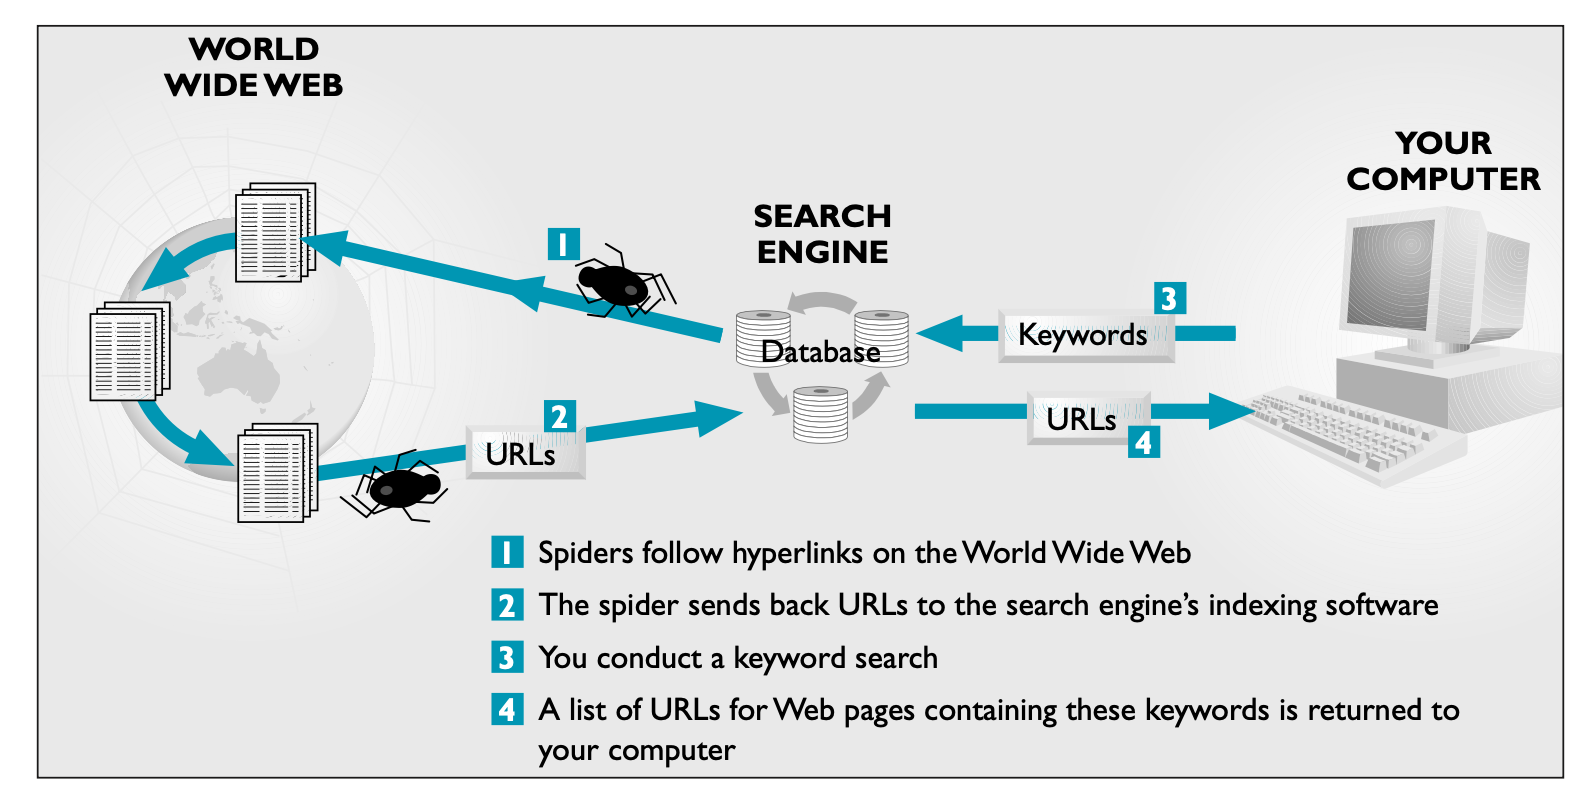 WORLD
WIDE WEB
YOUR
COMPUTER
SEARCH
ENGINE
1
3
Keywords
Database
2
URLs
URLs
4
1 Spiders follow hyperlinks on the World Wide Web
2 The spider sends back URLs to the search engine's indexing software
3 You conduct a keyword search
4 A list of URLs for Web pages containing these keywords is returned to
your computer